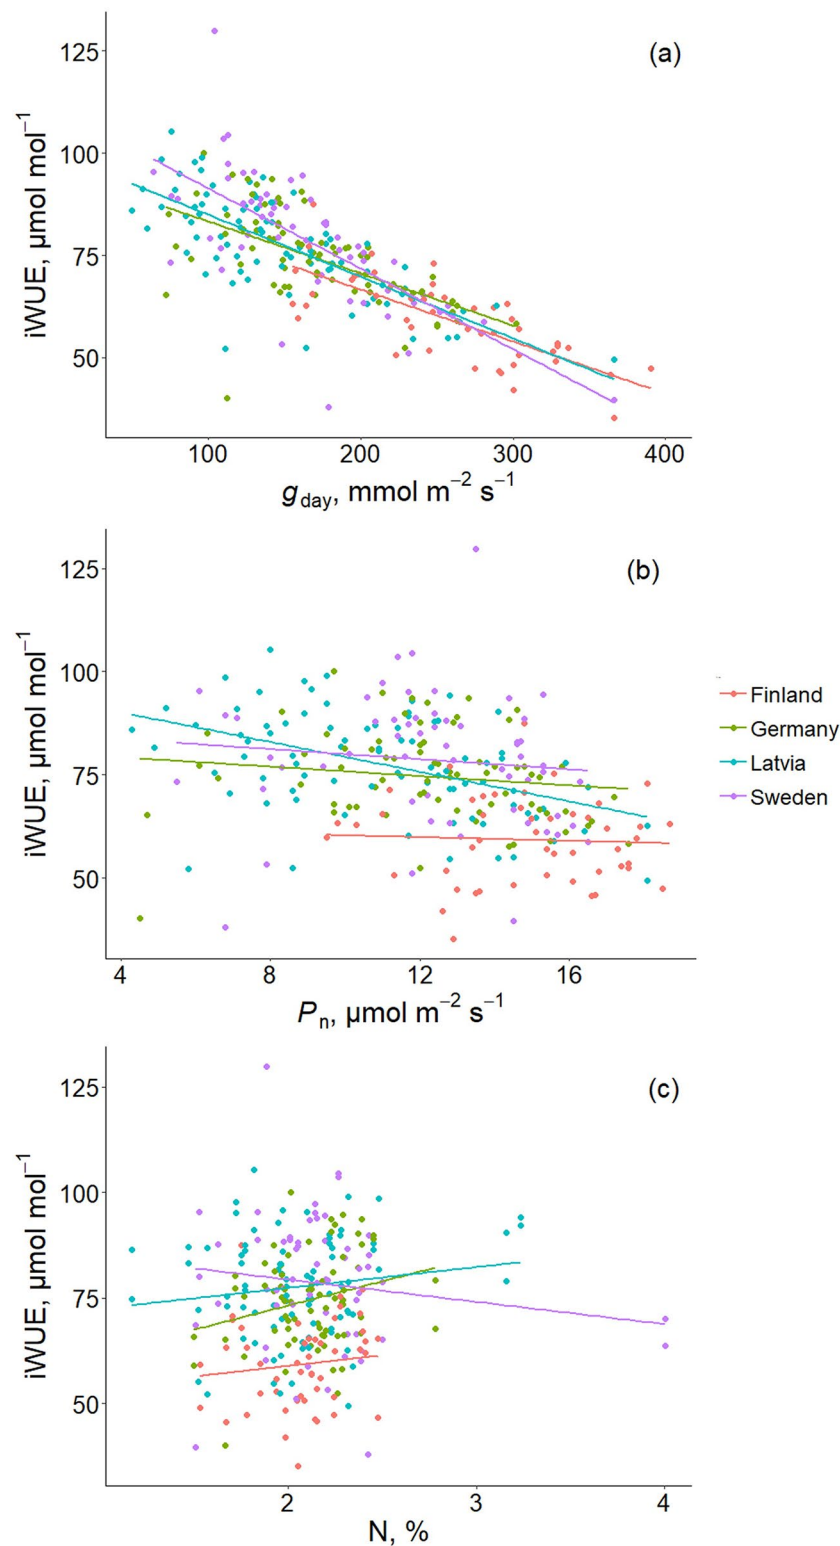 (a)
125
100
75
50
iWUE, µmol mol⁻¹
100 200 300 400
g day, mmol m⁻² s⁻¹
(b)
125
100
75
50
iWUE, µmol mol⁻¹
4 8 12 16
Pn, µmol m⁻² s⁻¹
Finland
Germany
Latvia
Sweden
(c)
125
100
75
50
iWUE, µmol mol⁻¹
2 3 4
N, %